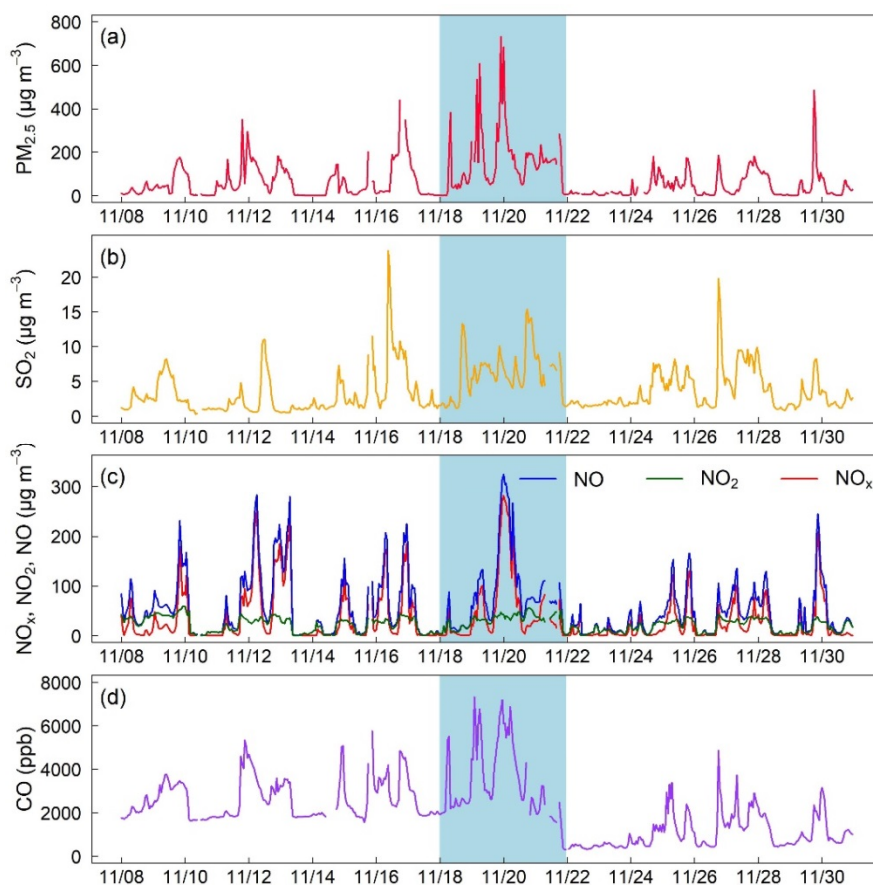 (a)
PM2.5 (μg m−3)
800
600
400
200
0
11/08 11/10 11/12 11/14 11/16 11/18 11/20 11/22 11/24 11/26 11/28 11/30
(b)
SO2 (μg m−3)
20
15
10
5
0
11/08 11/10 11/12 11/14 11/16 11/18 11/20 11/22 11/24 11/26 11/28 11/30
(c) NO NO2 NOx
NOx, NO2, NO (μg m−3)
300
200
100
0
11/08 11/10 11/12 11/14 11/16 11/18 11/20 11/22 11/24 11/26 11/28 11/30
(d)
CO (ppb)
8000
6000
4000
2000
0
11/08 11/10 11/12 11/14 11/16 11/18 11/20 11/22 11/24 11/26 11/28 11/30